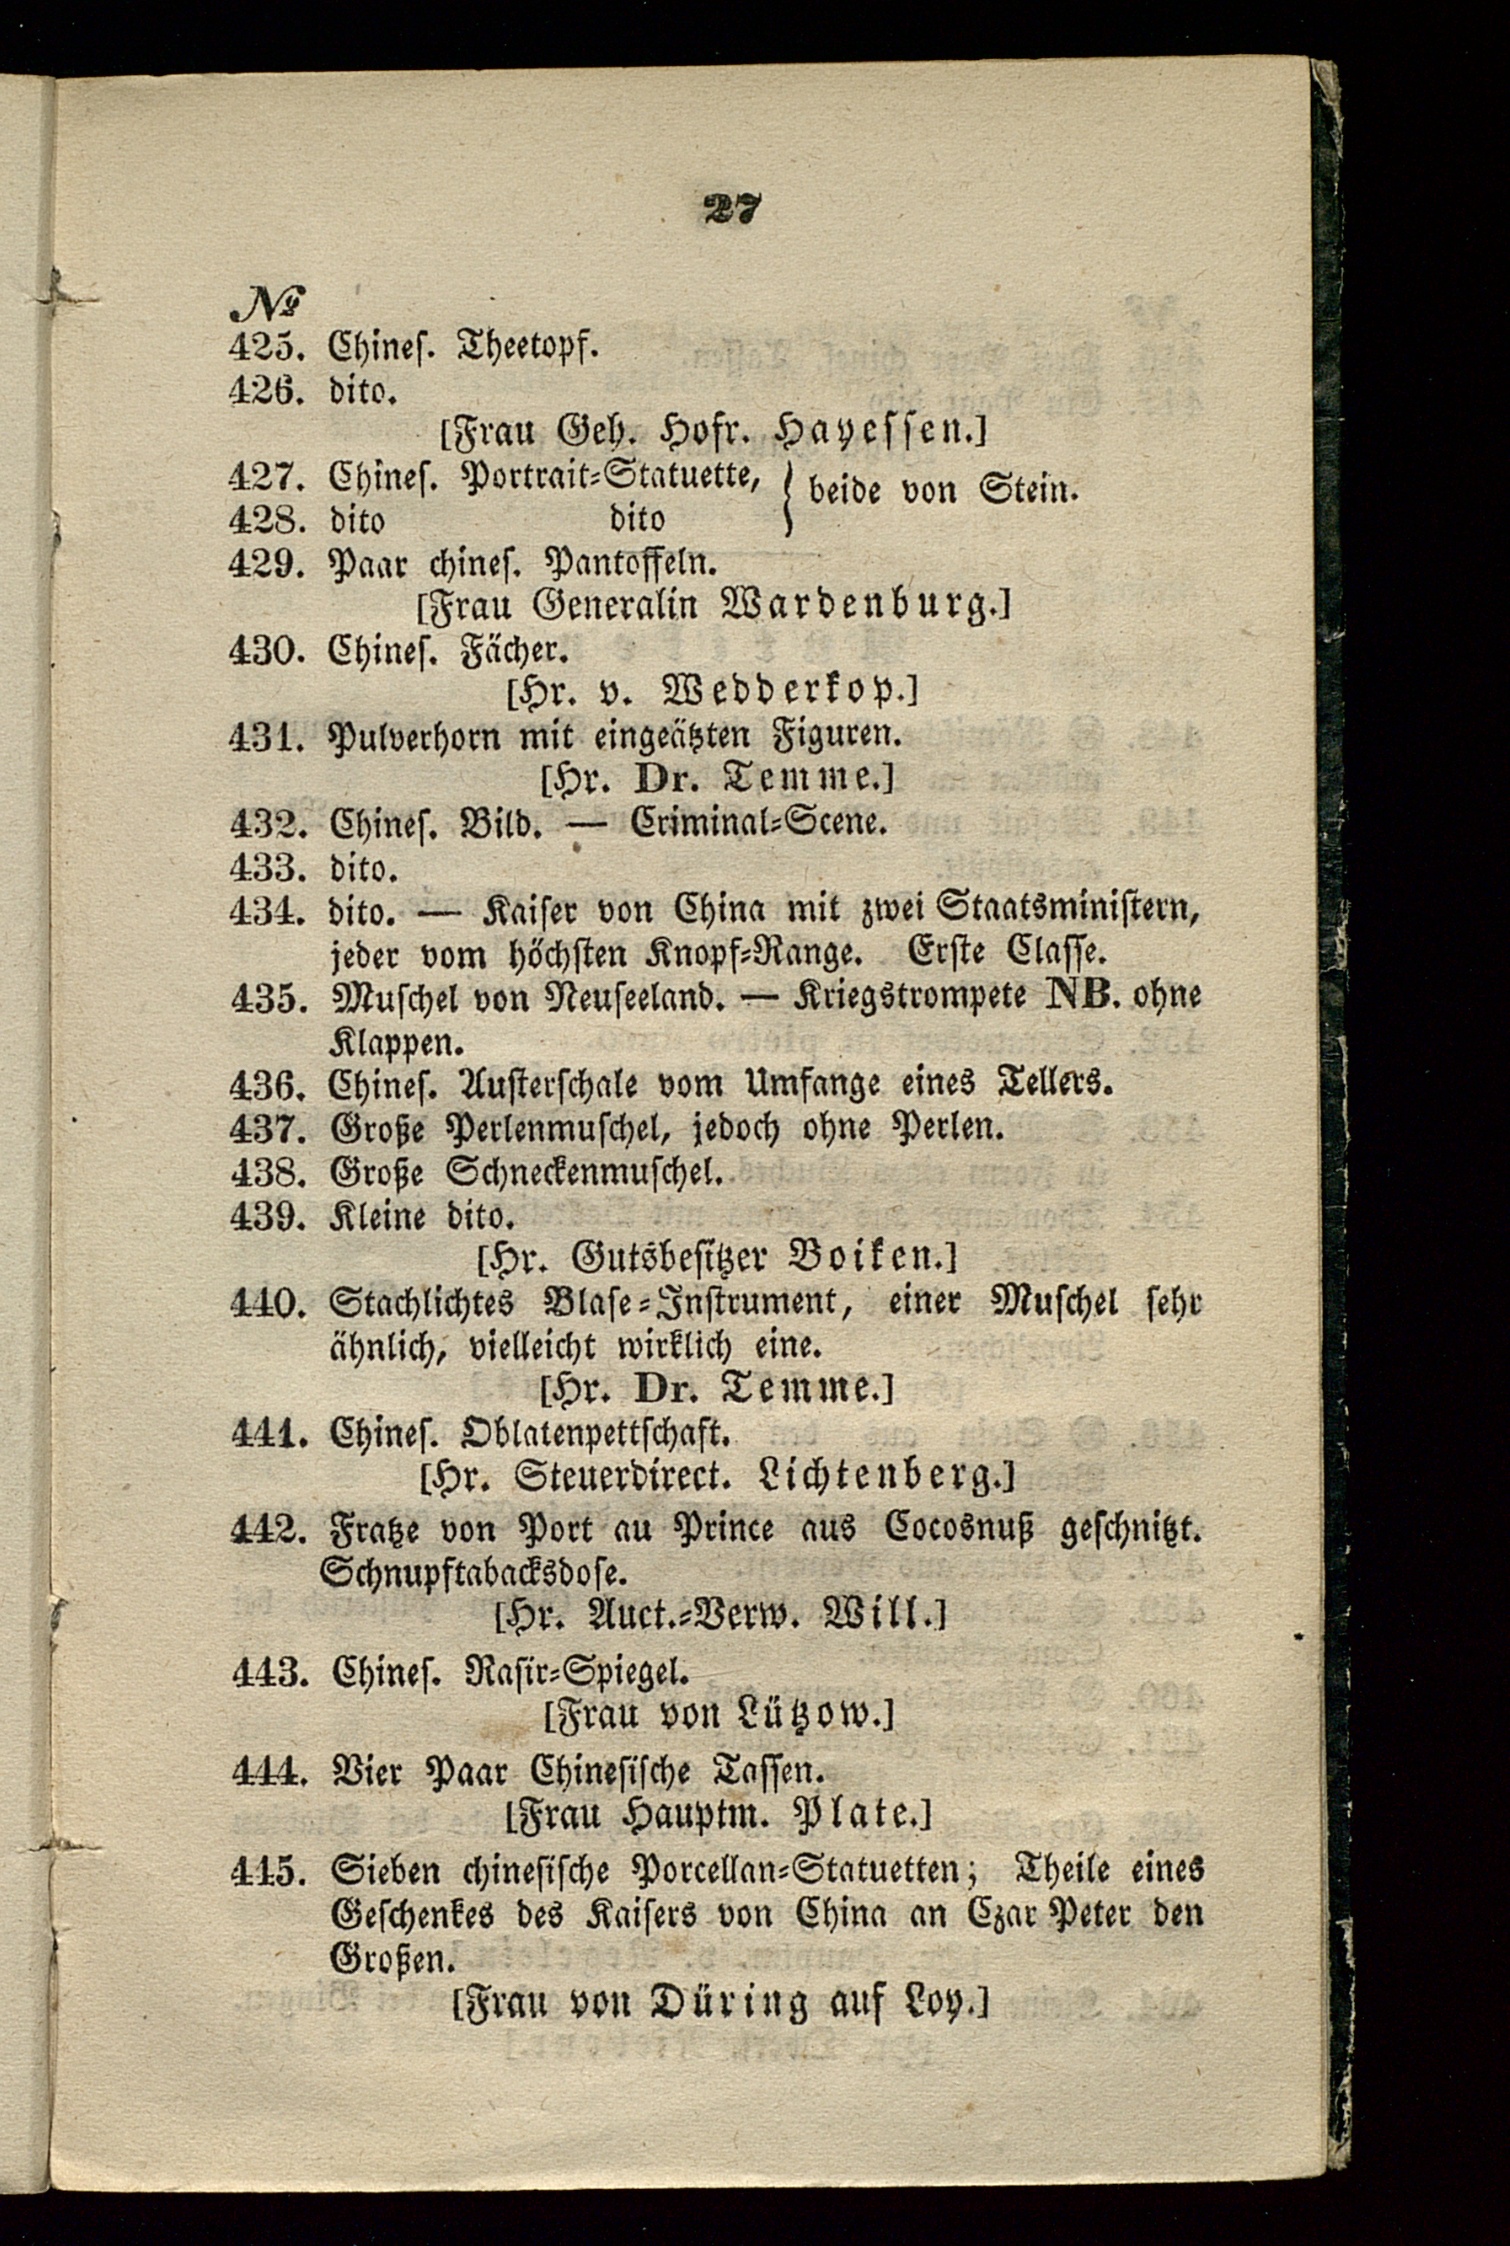 27
№
425. Chines. Theetopf.
426. dito.
[Frau Geh. Hofr. Hayessen.]
427. Chines. Portrait-Statuette, } beide von Stein.
428. dito dito
429. Paar chines. Pantoffeln.
[Frau Generalin Wardenburg.]
430. Chines. Fächer.
[Hr. v. Wedderkop.]
431. Pulverhorn mit eingeätzten Figuren.
[Hr. Dr. Temme.]
432. Chines. Bild. — Criminal-Scene.
433. dito.
434. dito. — Kaiser von China mit zwei Staatsministern,
jeder vom höchsten Knopf-Range. Erste Classe.
435. Muschel von Neuseeland. — Kriegstrompete NB. ohne
Klappen.
436. Chines. Austerschale vom Umfange eines Tellers.
437. Große Perlenmuschel, jedoch ohne Perlen.
438. Große Schneckenmuschel.
439. Kleine dito.
[Hr. Gutsbesitzer Boiken.]
440. Stachlichtes Blase-Instrument, einer Muschel sehr
ähnlich, vielleicht wirklich eine.
[Hr. Dr. Temme.]
441. Chines. Oblatenpettschaft.
[Hr. Steuerdirect. Lichtenberg.]
442. Fratze von Port au Prince aus Cocosnuß geschnitzt.
Schnupftabacksdose.
[Hr. Auct.-Verw. Will.]
443. Chines. Rasir-Spiegel.
[Frau von Lützow.]
444. Vier Paar Chinesische Tassen.
[Frau Hauptm. Plate.]
445. Sieben chinesische Porcellan-Statuetten; Theile eines
Geschenkes des Kaisers von China an Czar Peter den
Großen.
[Frau von Düring auf Loy.]